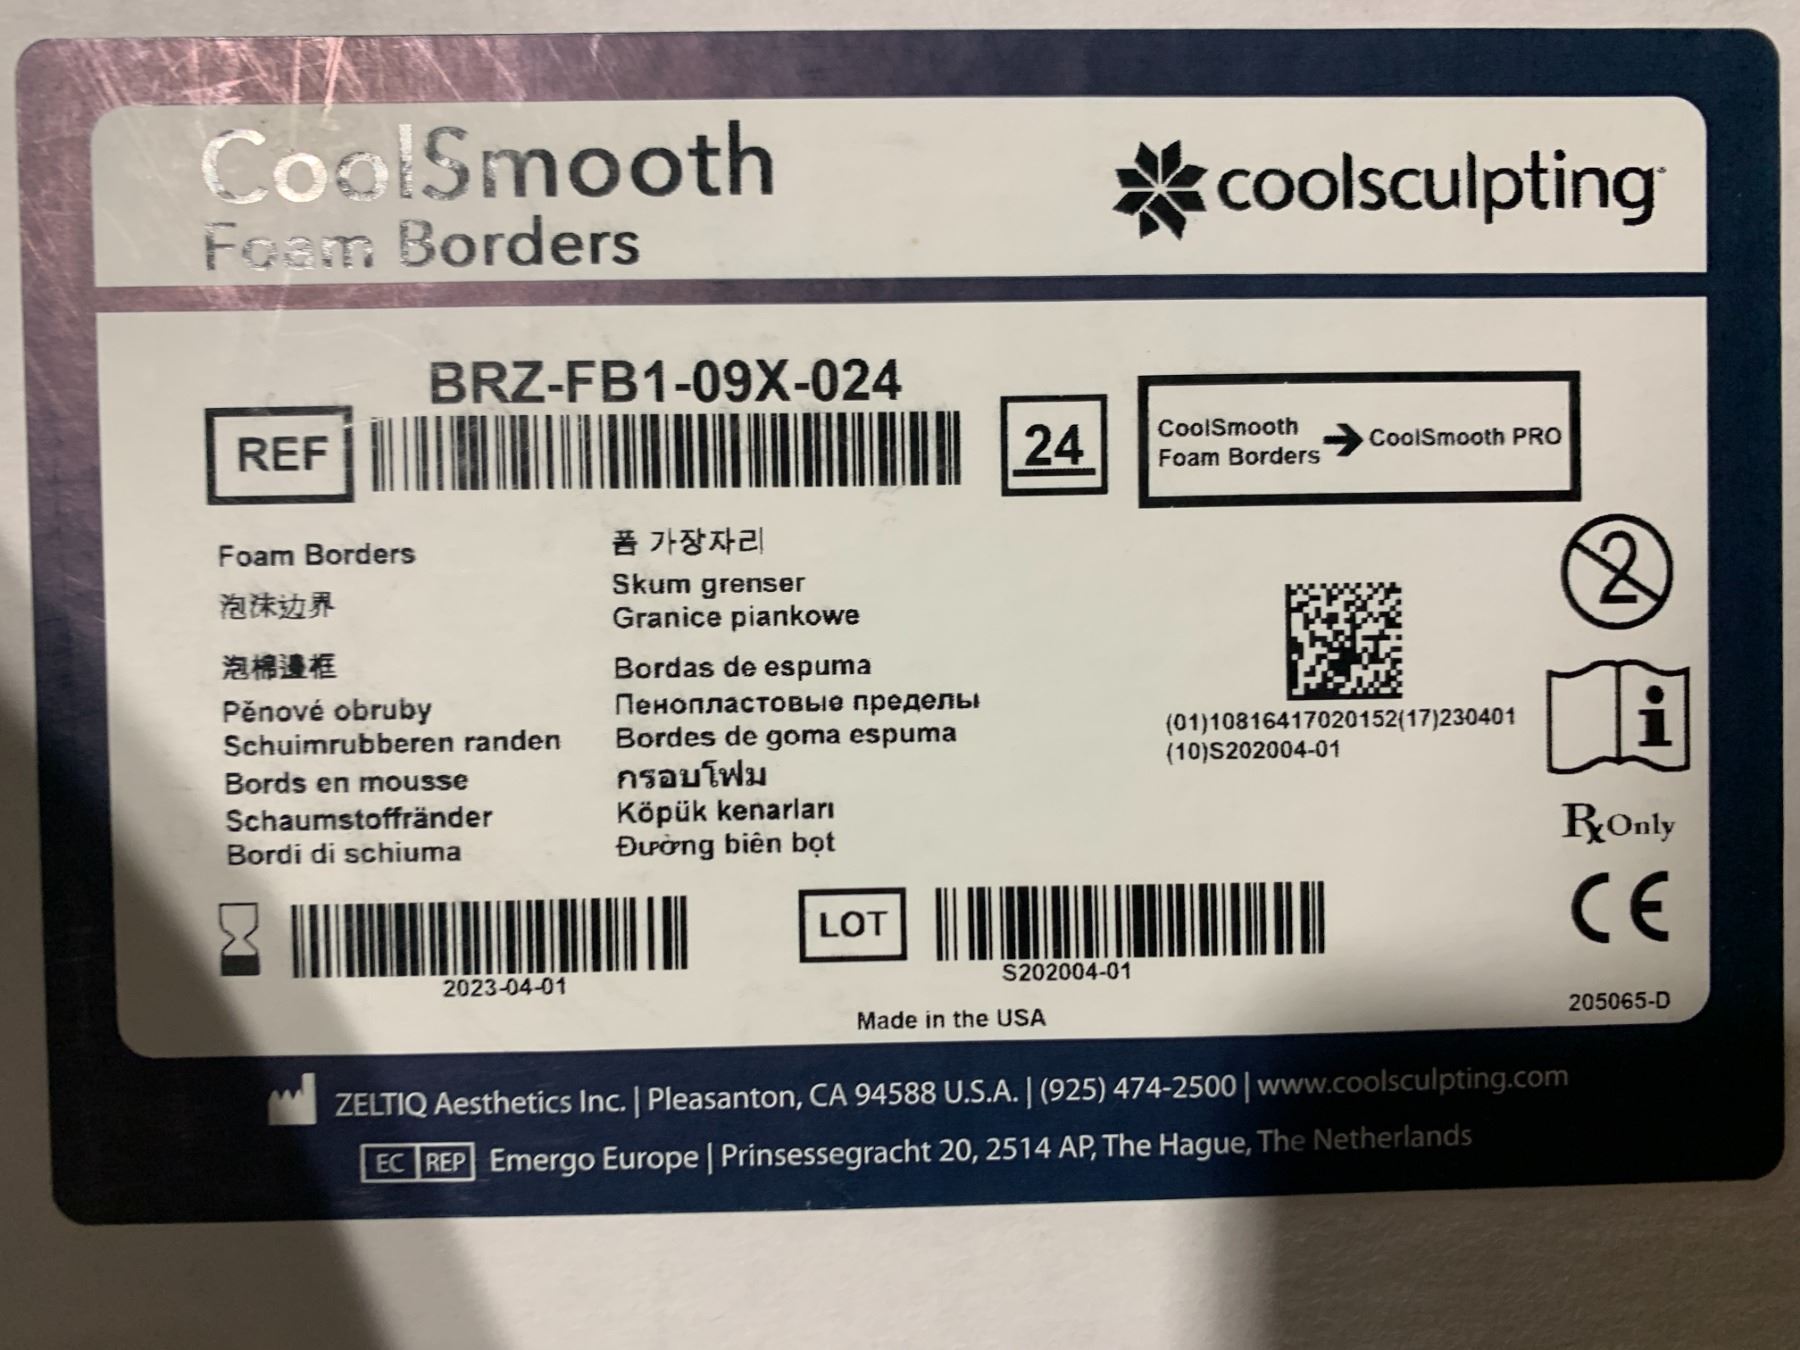 CoolSmooth
Foam Borders
coolsculpting
BRZ-FB1-09X-024
REF
24
CoolSmooth
Foam Borders
CoolSmooth PRO
Foam Borders
泡沫边界
泡棉邊框
Pěnové obruby
Schuimrubberen randen
Bords en mousse
Schaumstoffränder
Bordi di schiuma
폼 가장자리
Skum grenser
Granice piankowe
Bordas de espuma
Пенопластовые пределы
Bordes de goma espuma
กรอบโฟม
Köpük kenarları
Đường biên bọt
(01)10816417020152(17)230401
(10)S202004-01
2
i
Rx Only
CE
2023-04-01
LOT
S202004-01
205065-D
Made in the USA
ZELTIQ Aesthetics Inc. | Pleasanton, CA 94588 U.S.A. | (925) 474-2500 | www.coolsculpting.com
EC REP Emergo Europe | Prinsessegracht 20, 2514 AP, The Hague, The Netherlands